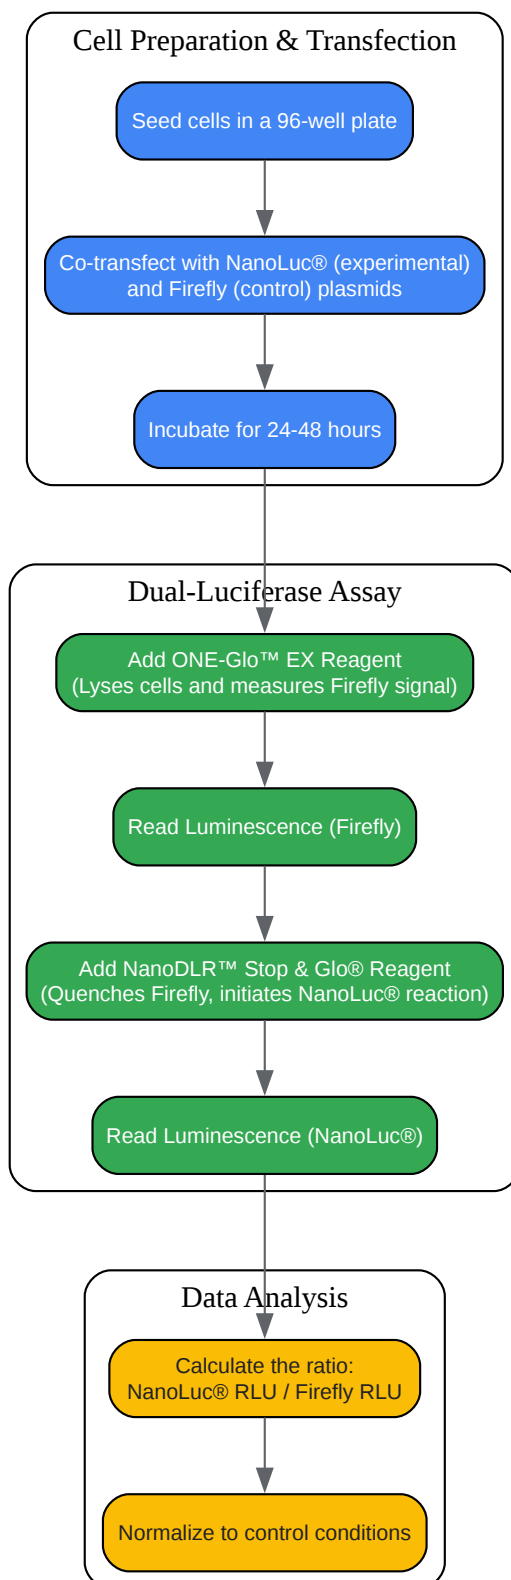 Cell Preparation & Transfection
Seed cells in a 96-well plate
Co-transfect with NanoLuc® (experimental)
and Firefly (control) plasmids
Incubate for 24-48 hours
Dual-Luciferase Assay
Add ONE-Glo™ EX Reagent
(Lyses cells and measures Firefly signal)
Read Luminescence (Firefly)
Add NanoDLR™ Stop & Glo® Reagent
(Quenches Firefly, initiates NanoLuc® reaction)
Read Luminescence (NanoLuc®)
Data Analysis
Calculate the ratio:
NanoLuc® RLU / Firefly RLU
Normalize to control conditions